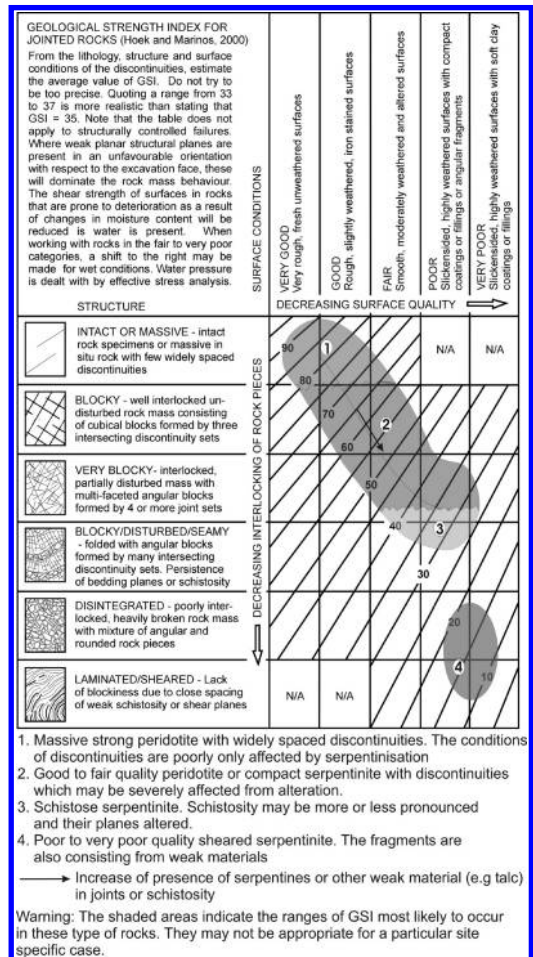 GEOLOGICAL STRENGTH INDEX FOR
JOINTED ROCKS (Hoek and Marinos, 2000)
From the lithology, structure and surface
conditions of the discontinuities, estimate
the average value of GSI. Do not try to
be too precise. Quoting a range from 33
to 37 is more realistic than stating that
GSI = 35. Note that the table does not
apply to structurally controlled failures.
Where weak planar structural planes are
present in an unfavourable orientation
with respect to the excavation face, these
will dominate the rock mass behaviour.
The shear strength of surfaces in rocks
that are prone to deterioration as a result
of changes in moisture content will be
reduced is water is present. When
working with rocks in the fair to very poor
categories, a shift to the right may be
made for wet conditions. Water pressure
is dealt with by effective stress analysis.
STRUCTURE
SURFACE CONDITIONS
VERY GOOD
Very rough, fresh unweathered surfaces
GOOD
Rough, slightly weathered, iron stained surfaces
FAIR
Smooth, moderately weathered and altered surfaces
POOR
Slickensided, highly weathered surfaces with compact
coatings or fillings or angular fragments
VERY POOR
Slickensided, highly weathered surfaces with soft clay
coatings or fillings
DECREASING SURFACE QUALITY
DECREASING INTERLOCKING OF ROCK PIECES
INTACT OR MASSIVE - intact
rock specimens or massive in
situ rock with few widely spaced
discontinuities
90
1
N/A
N/A
BLOCKY - well interlocked un-
disturbed rock mass consisting
of cubical blocks formed by three
intersecting discontinuity sets
80
70
2
60
VERY BLOCKY- interlocked,
partially disturbed mass with
multi-faceted angular blocks
formed by 4 or more joint sets
50
BLOCKY/DISTURBED/SEAMY
- folded with angular blocks
formed by many intersecting
discontinuity sets. Persistence
of bedding planes or schistosity
40
3
30
DISINTEGRATED - poorly inter-
locked, heavily broken rock mass
with mixture of angular and
rounded rock pieces
20
LAMINATED/SHEARED - Lack
of blockiness due to close spacing
of weak schistosity or shear planes
N/A
N/A
4
10
1. Massive strong peridotite with widely spaced discontinuities. The conditions
of discontinuities are poorly only affected by serpentinisation
2. Good to fair quality peridotite or compact serpentinite with discontinuities
which may be severely affected from alteration.
3. Schistose serpentinite. Schistosity may be more or less pronounced
and their planes altered.
4. Poor to very poor quality sheared serpentinite. The fragments are
also consisting from weak materials
Increase of presence of serpentines or other weak material (e.g talc)
in joints or schistosity
Warning: The shaded areas indicate the ranges of GSI most likely to occur
in these type of rocks. They may not be appropriate for a particular site
specific case.